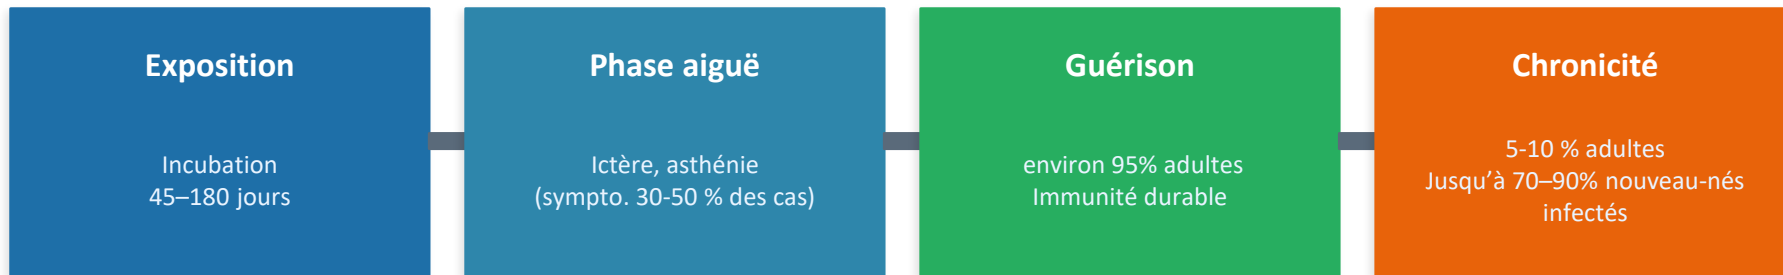 Exposition
Incubation
45–180 jours
Phase aiguë
Ictère, asthénie
(sympto. 30-50 % des cas)
Guérison
environ 95% adultes
Immunité durable
Chronicité
5-10 % adultes
Jusqu’à 70–90% nouveau-nés
infectés